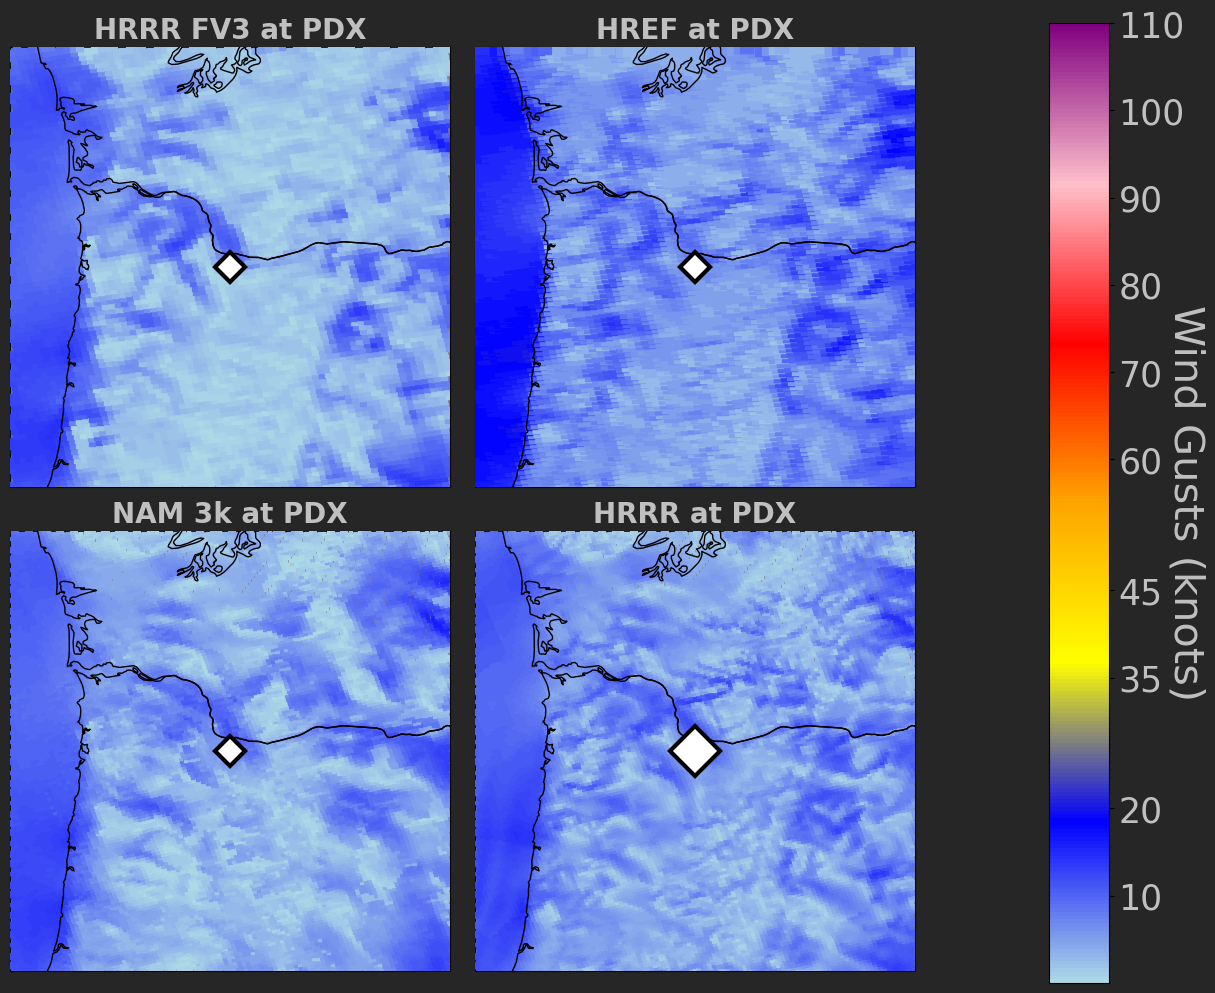 HRRR FV3 at PDX
HREF at PDX
NAM 3k at PDX
HRRR at PDX
110
100
90
80
70
60
45
35
20
10
Wind Gusts (knots)